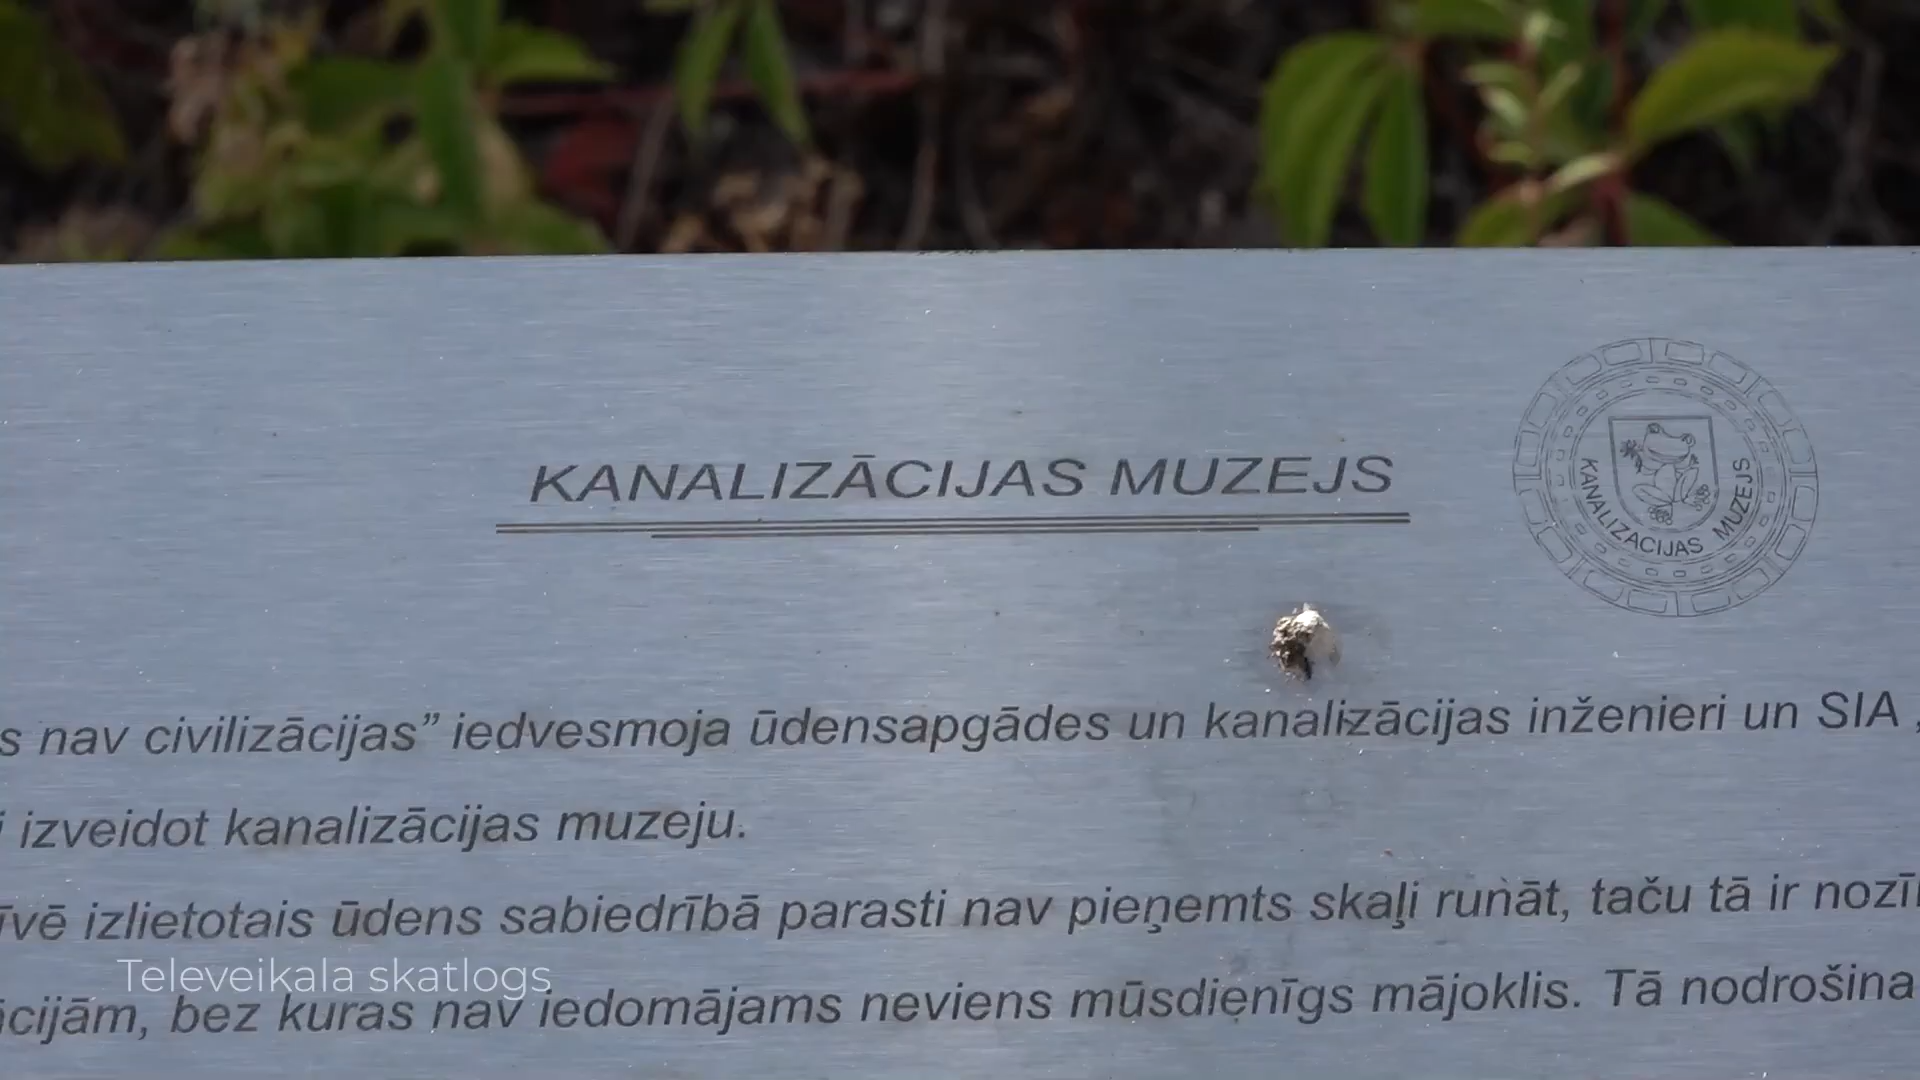 KANALIZĀCIJAS MUZEJS
KANALIZĀCIJAS MUZEJS
nav civilizācijas” iedvesmoja ūdensapgādes un kanalizācijas inženieri un SIA
izveidot kanalizācijas muzeju.
izlietotais ūdens sabiedrībā parasti nav pieņemts skaļi runāt, taču tā ir
bez kuras nav iedomājams neviens mūsdienīgs mājoklis. Tā nodrošina
Televeikala skatlogs